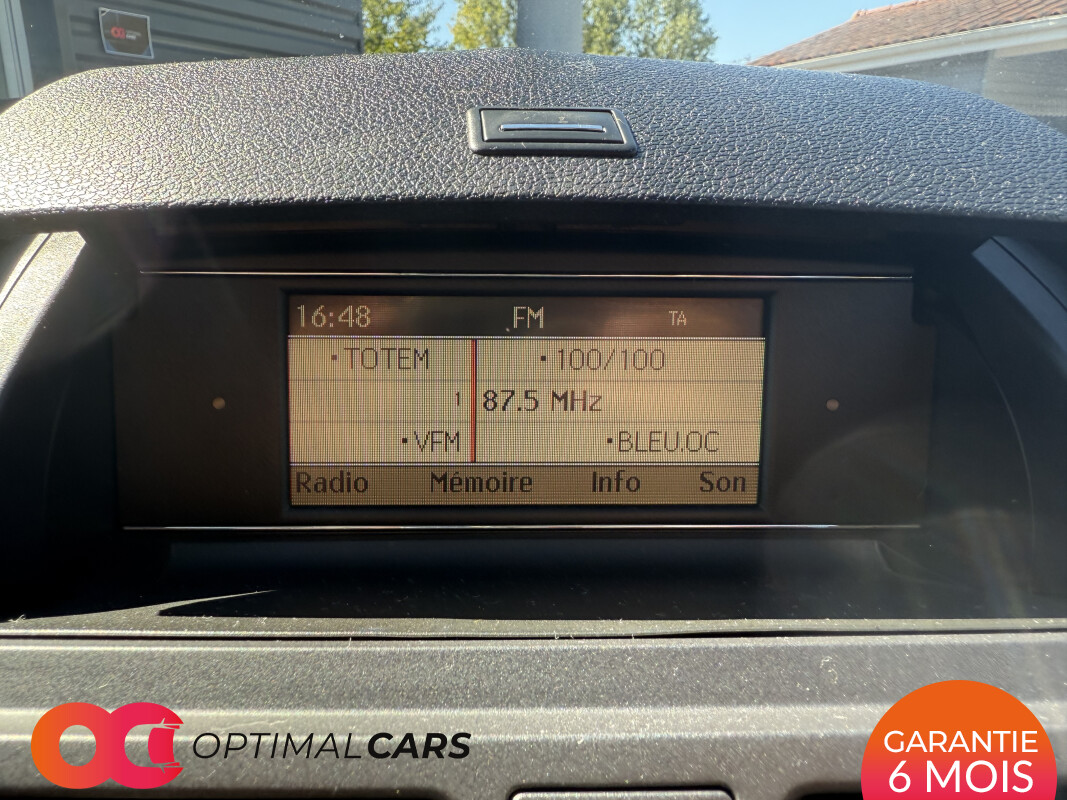 16:48 FM TA
•TOTEM •100/100
1 87.5 MHz
•VFM •BLEU.OC
Radio Mémoire Info Son
OPTIMALCARS
GARANTIE
6 MOIS